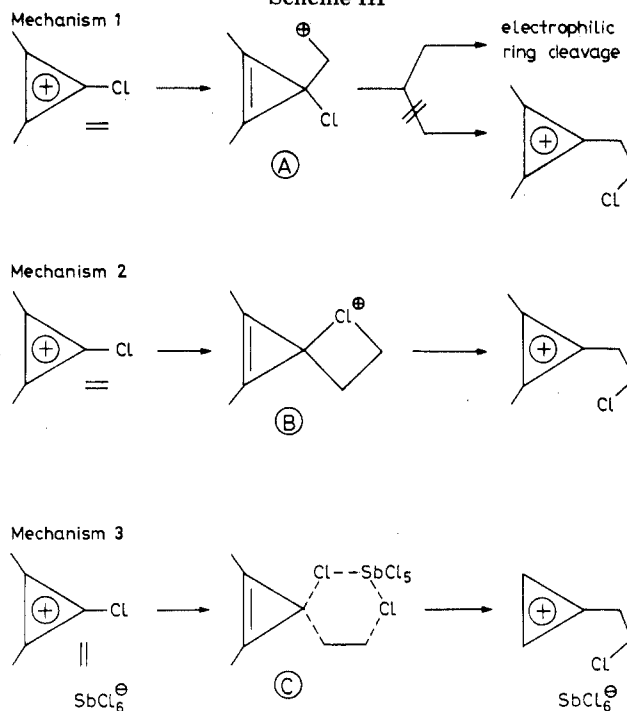 Scheme III
Mechanism 1
⊕
Cl
⊕
Cl
A
electrophilic
ring cleavage
⊕
Cl
Mechanism 2
⊕
Cl
Cl
⊕
B
⊕
Cl
Mechanism 3
⊕
Cl
SbCl6⊖
Cl--SbCl5
Cl
C
⊕
Cl
SbCl6⊖